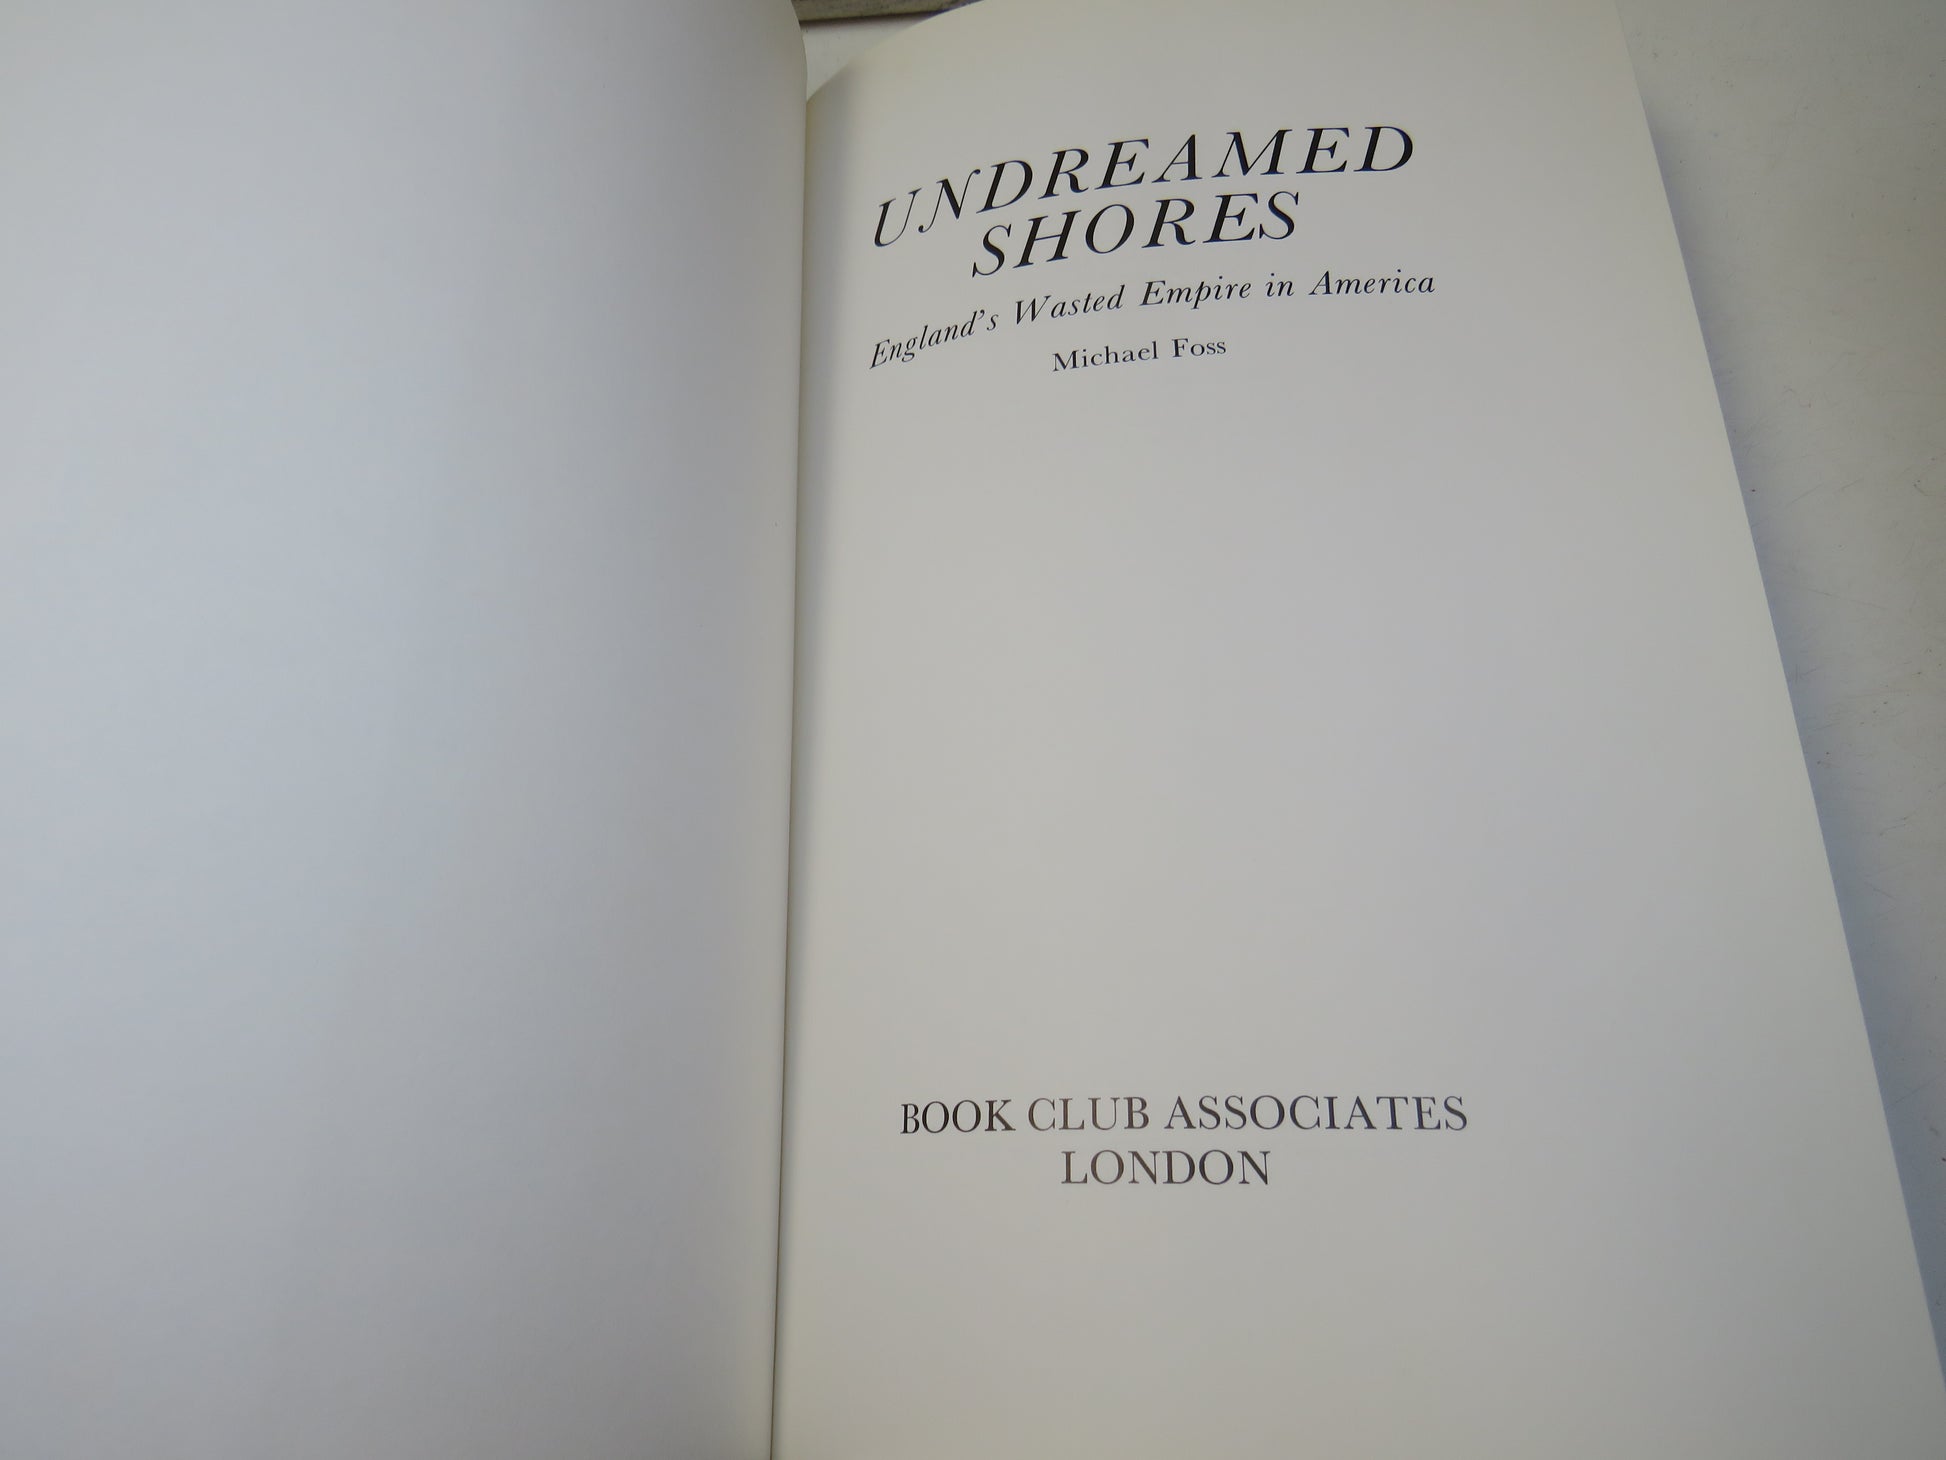 UNDREAMED
SHORES
England's Wasted Empire in America
Michael Foss
BOOK CLUB ASSOCIATES
LONDON